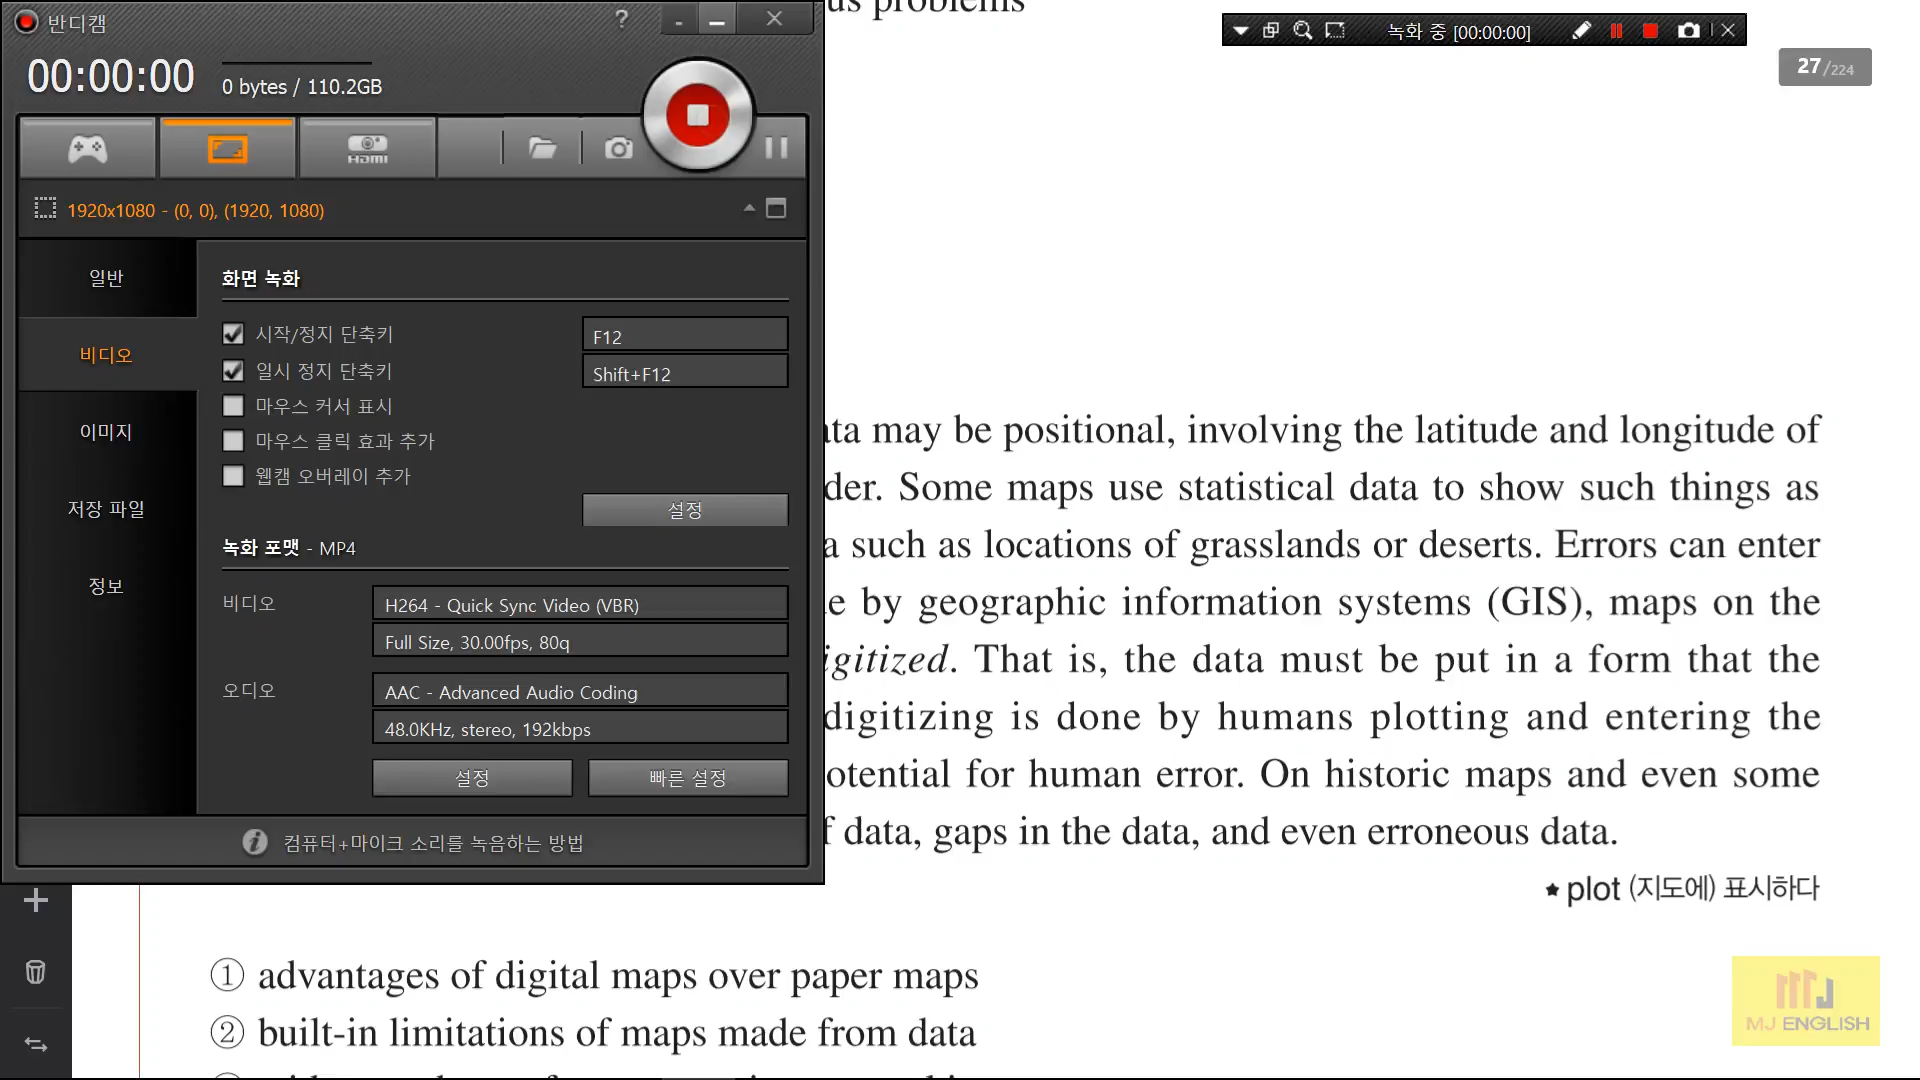 반디캠
?
00:00:00
0 bytes / 110.2GB
HDMI
1920x1080 - (0, 0), (1920, 1080)
일반
비디오
이미지
저장 파일
정보
화면 녹화
시작/정지 단축키 F12
일시 정지 단축키 Shift+F12
마우스 커서 표시
마우스 클릭 효과 추가
웹캠 오버레이 추가
설정
녹화 포맷 - MP4
비디오 H264 - Quick Sync Video (VBR)
Full Size, 30.00fps, 80q
오디오 AAC - Advanced Audio Coding
48.0KHz, stereo, 192kbps
설정 빠른 설정
컴퓨터+마이크 소리를 녹음하는 방법
녹화 중 [00:00:00]
27/224
us problems
ata may be positional, involving the latitude and longitude of
der. Some maps use statistical data to show such things as
a such as locations of grasslands or deserts. Errors can enter
e by geographic information systems (GIS), maps on the
igitized. That is, the data must be put in a form that the
digitizing is done by humans plotting and entering the
otential for human error. On historic maps and even some
f data, gaps in the data, and even erroneous data.
★ plot (지도에) 표시하다
① advantages of digital maps over paper maps
② built-in limitations of maps made from data
MJ ENGLISH